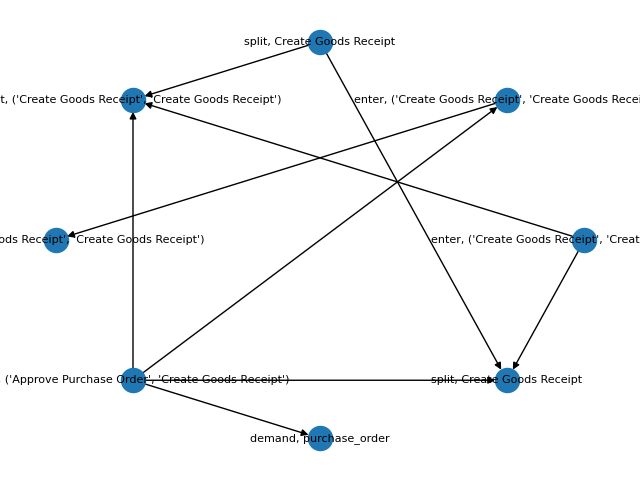 split, Create Goods Receipt
t, ('Create Goods Receipt', 'Create Goods Receipt')
enter, ('Create Goods Receipt', 'Create Goods Recei
ods Receipt', 'Create Goods Receipt')
enter, ('Create Goods Receipt', 'Creat
, ('Approve Purchase Order', 'Create Goods Receipt')
split, Create Goods Receipt
demand, purchase_order